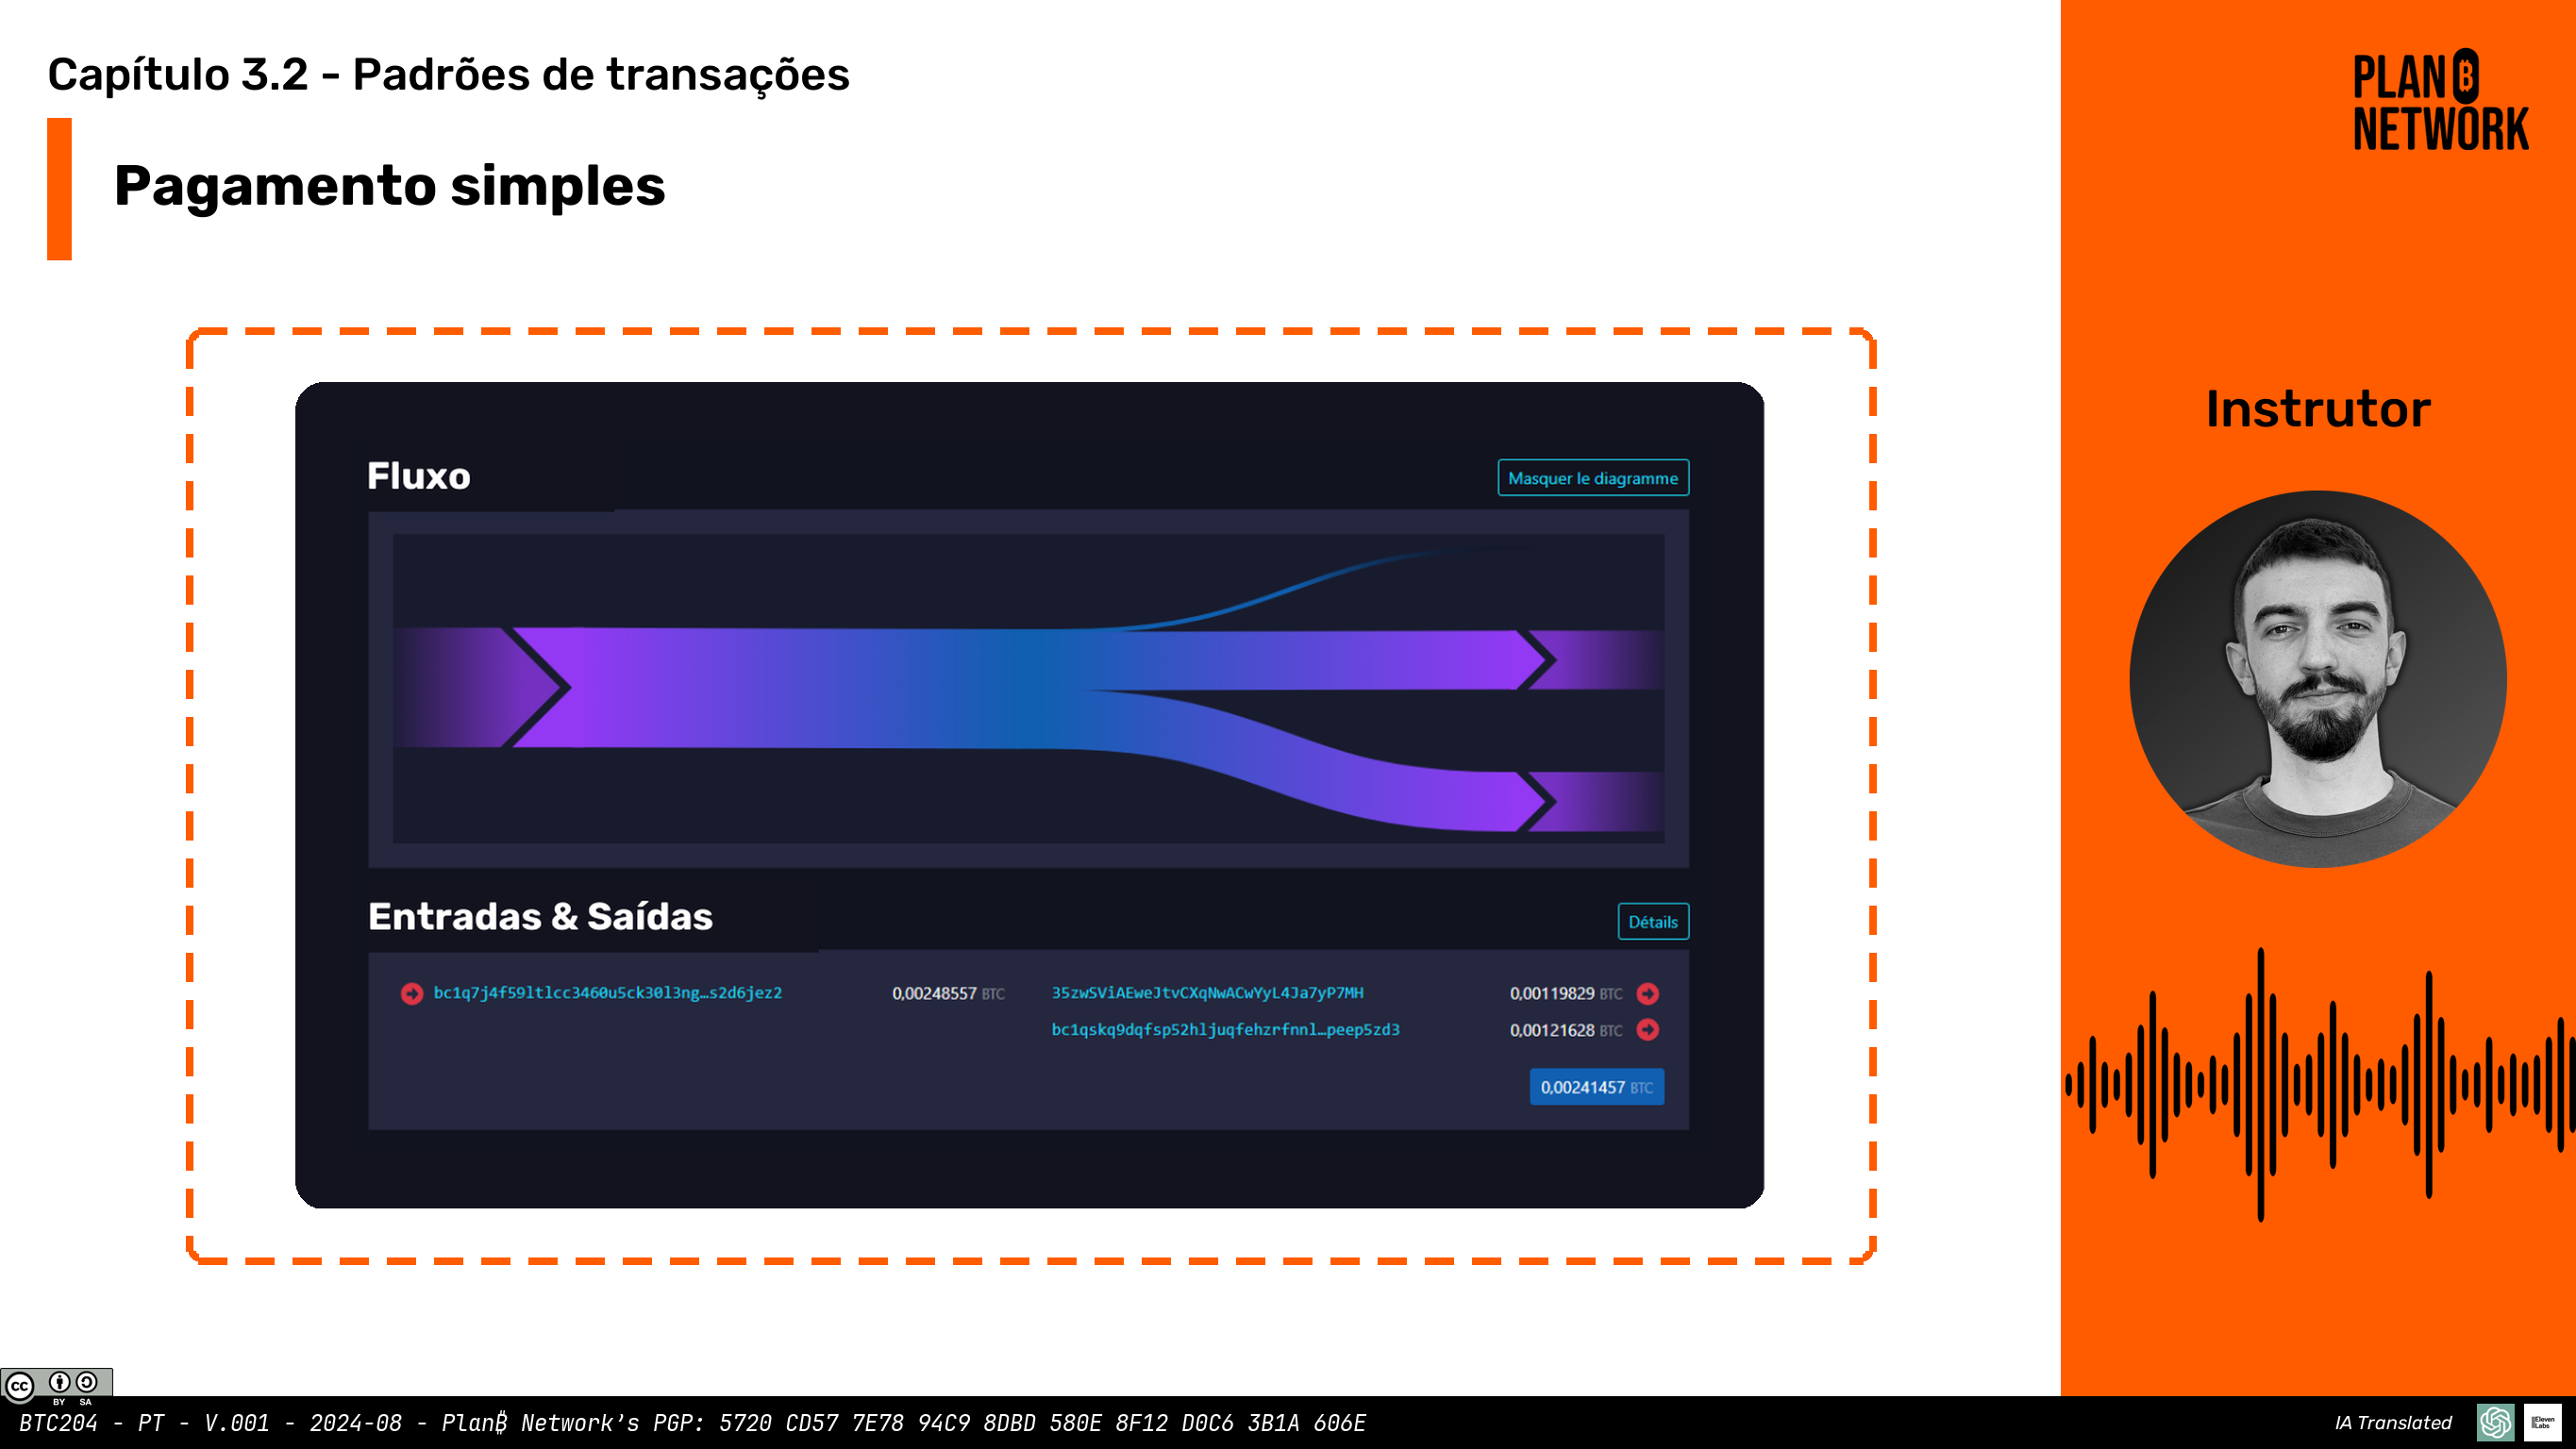 Capítulo 3.2 - Padrões de transações
Pagamento simples
PLAN B
NETWORK
Instrutor
Fluxo
Masquer le diagramme
Entradas & Saídas
Détails
bc1q7j4f59ltlcc3460u5ck30l3ng…s2d6jez2 0,00248557 BTC 35zwSViAEweJtvCXqNwACwYyL4Ja7yP7MH 0,00119829 BTC
bc1qskq9dqfsp52hljuqfehzrfnnl…peep5zd3 0,00121628 BTC
0,00241457 BTC
cc BY SA
BTC204 - PT - V.001 - 2024-08 - Plan₿ Network's PGP: 5720 CD57 7E78 94C9 8DBD 580E 8F12 D0C6 3B1A 606E
IA Translated
IIElevenLabs